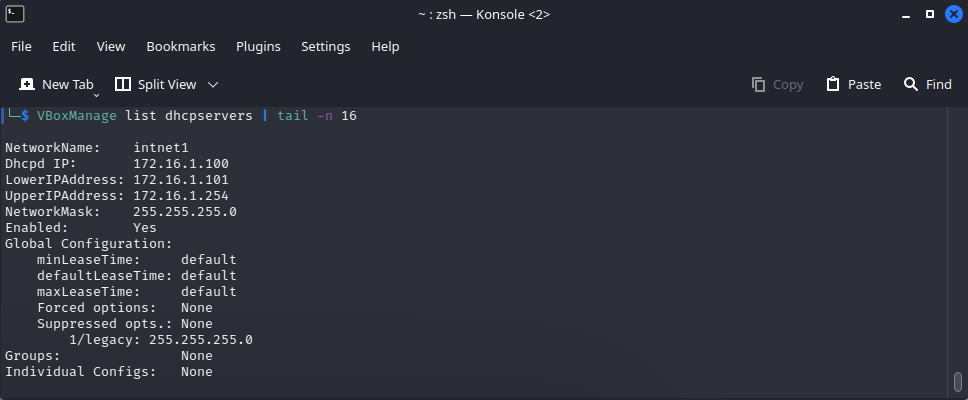 ~ : zsh — Konsole <2>
File Edit View Bookmarks Plugins Settings Help
New Tab Split View Copy Paste Find
└─$ VBoxManage list dhcpservers | tail -n 16
NetworkName:    intnet1
Dhcpd IP:       172.16.1.100
LowerIPAddress: 172.16.1.101
UpperIPAddress: 172.16.1.254
NetworkMask:    255.255.255.0
Enabled:        Yes
Global Configuration:
    minLeaseTime:     default
    defaultLeaseTime: default
    maxLeaseTime:     default
    Forced options:   None
    Suppressed opts.: None
        1/legacy: 255.255.255.0
Groups:               None
Individual Configs:   None